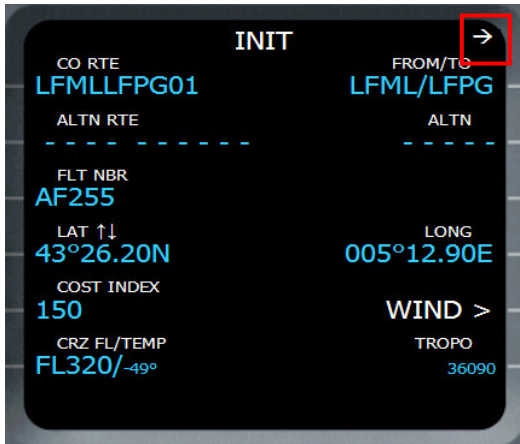 INIT →
CO RTE FROM/TO
LFMLLFPG01 LFML/LFPG
ALTN RTE ALTN
- - - - - - - - - - - - - - -
FLT NBR
AF255
LAT ↑↓ LONG
43°26.20N 005°12.90E
COST INDEX
150 WIND >
CRZ FL/TEMP TROPO
FL320/-49° 36090